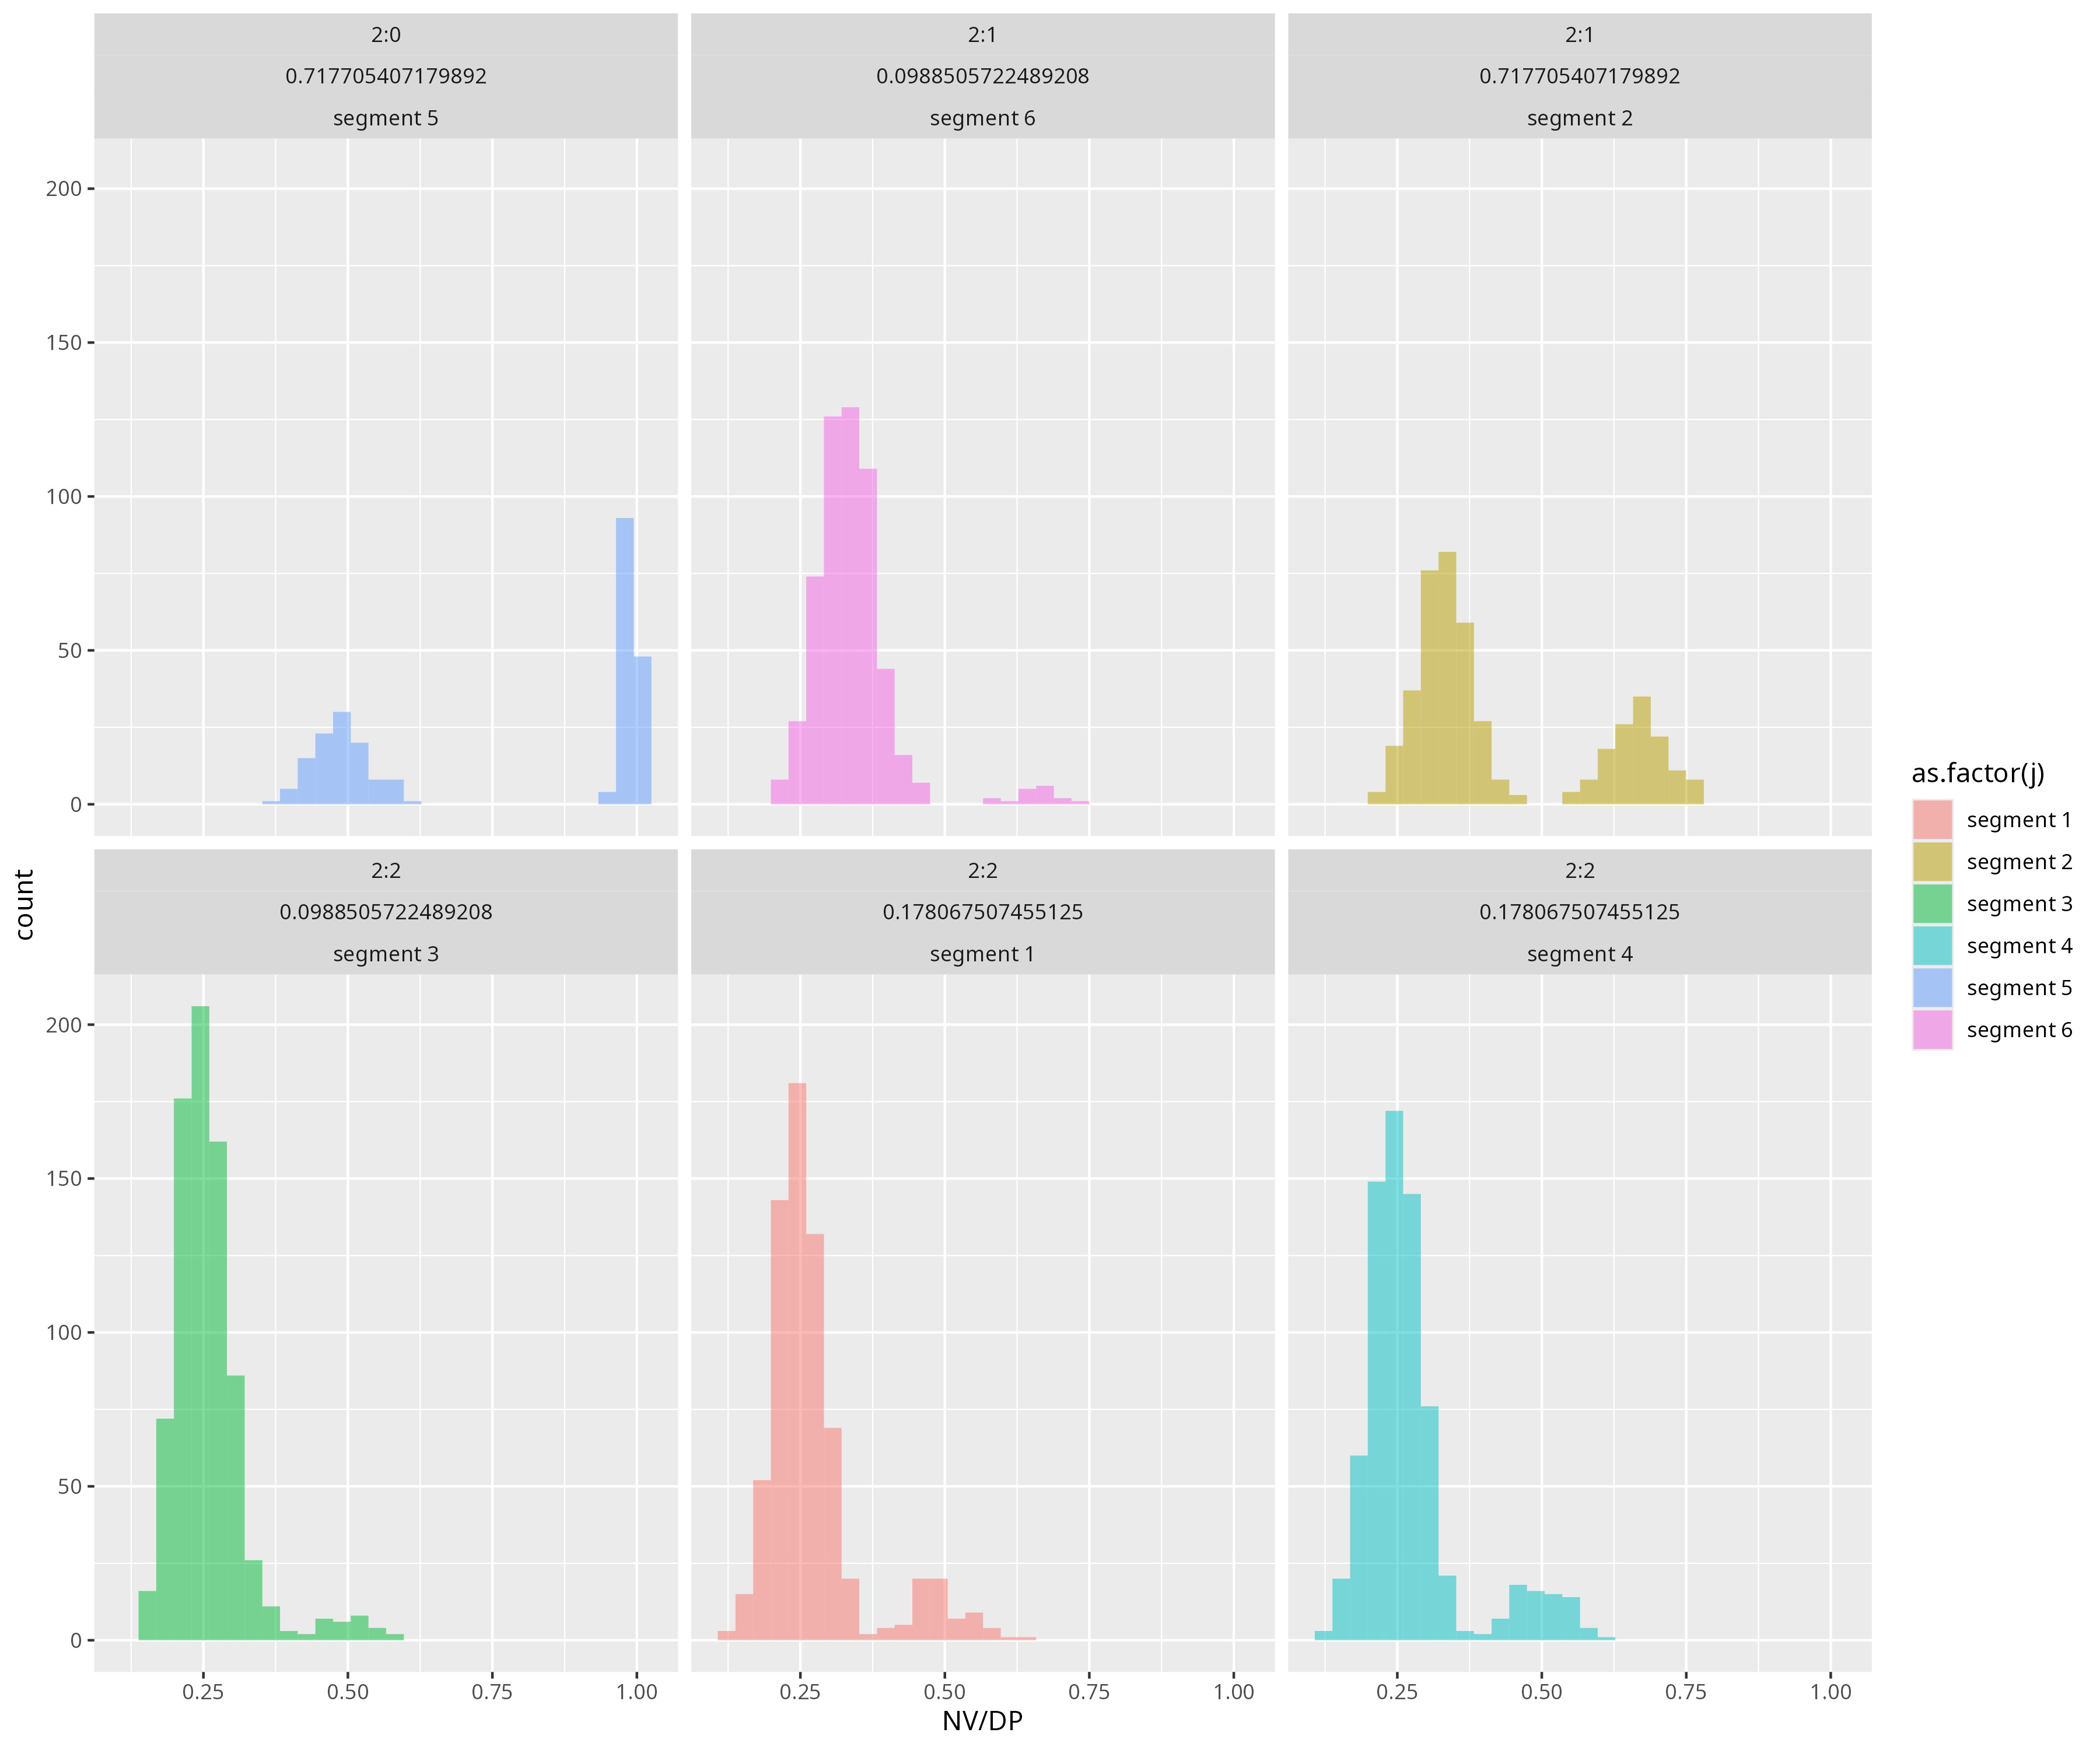 2:0
0.717705407179892
segment 5
2:1
0.0988505722489208
segment 6
2:1
0.717705407179892
segment 2
200
150
100
50
0
2:2
0.0988505722489208
segment 3
2:2
0.178067507455125
segment 1
2:2
0.178067507455125
segment 4
200
150
100
50
0
0.25 0.50 0.75 1.00
0.25 0.50 0.75 1.00
0.25 0.50 0.75 1.00
NV/DP
count
as.factor(j)
segment 1
segment 2
segment 3
segment 4
segment 5
segment 6